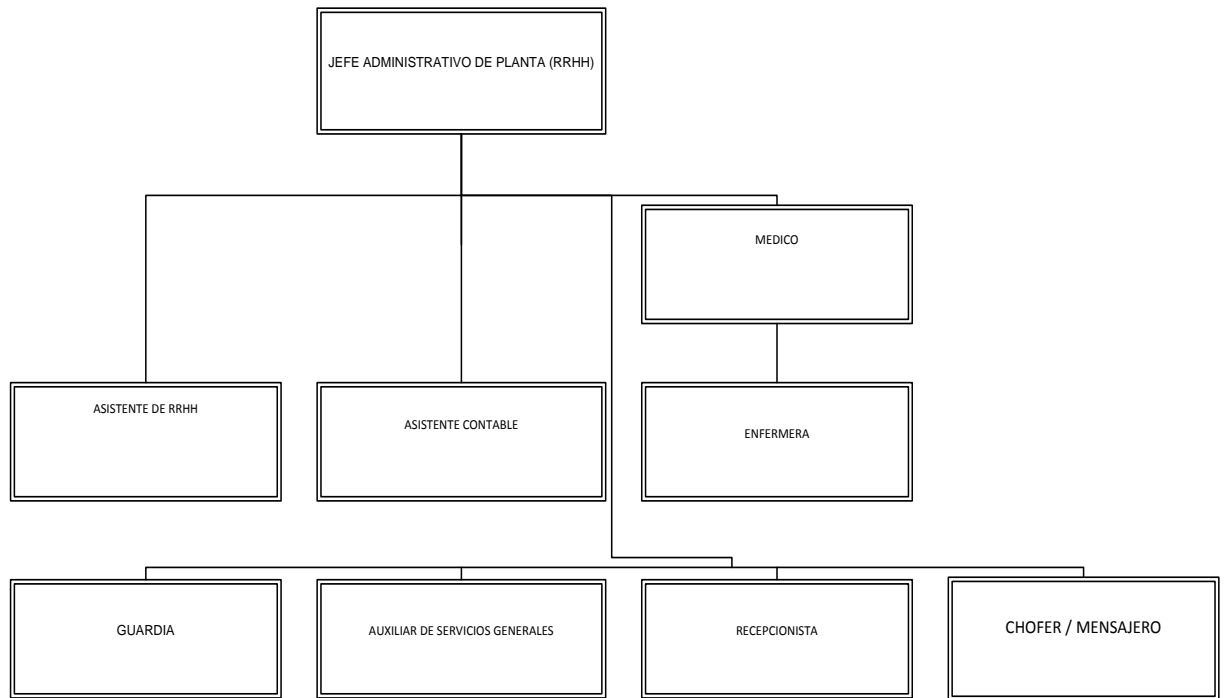 JEFE ADMINISTRATIVO DE PLANTA (RRHH)
MEDICO
ASISTENTE DE RRHH
ASISTENTE CONTABLE
ENFERMERA
GUARDIA
AUXILIAR DE SERVICIOS GENERALES
RECEPCIONISTA
CHOFER / MENSAJERO